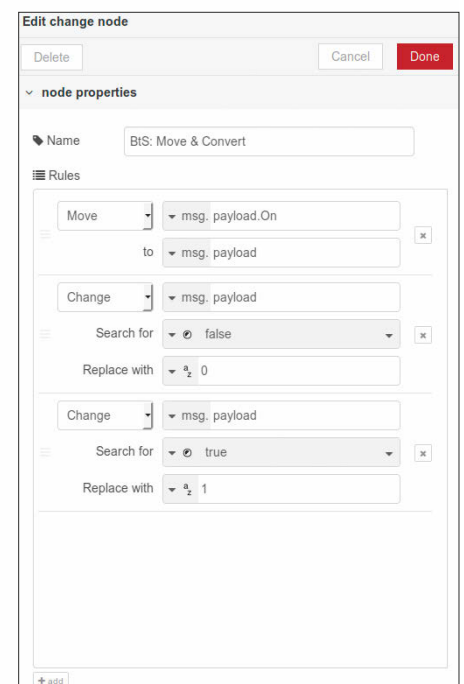 Edit change node
Delete Cancel Done
node properties
Name BtS: Move & Convert
Rules
Move msg. payload.On
to msg. payload
Change msg. payload
Search for false
Replace with a z 0
Change msg. payload
Search for true
Replace with a z 1
+ add